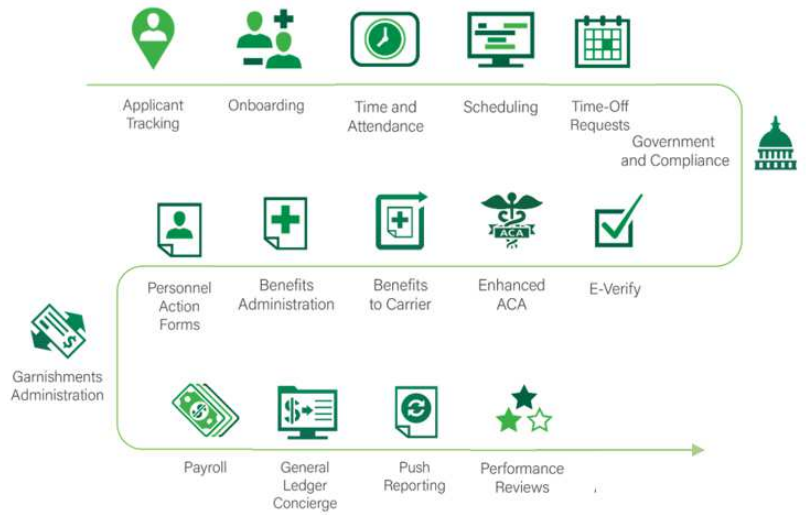 Applicant
Tracking
Onboarding
Time and
Attendance
Scheduling
Time-Off
Requests
Government
and Compliance
ACA
Personnel
Action
Forms
Benefits
Administration
Benefits
to Carrier
Enhanced
ACA
E-Verify
$
Garnishments
Administration
$
$
Payroll
General
Ledger
Concierge
Push
Reporting
Performance
Reviews
,